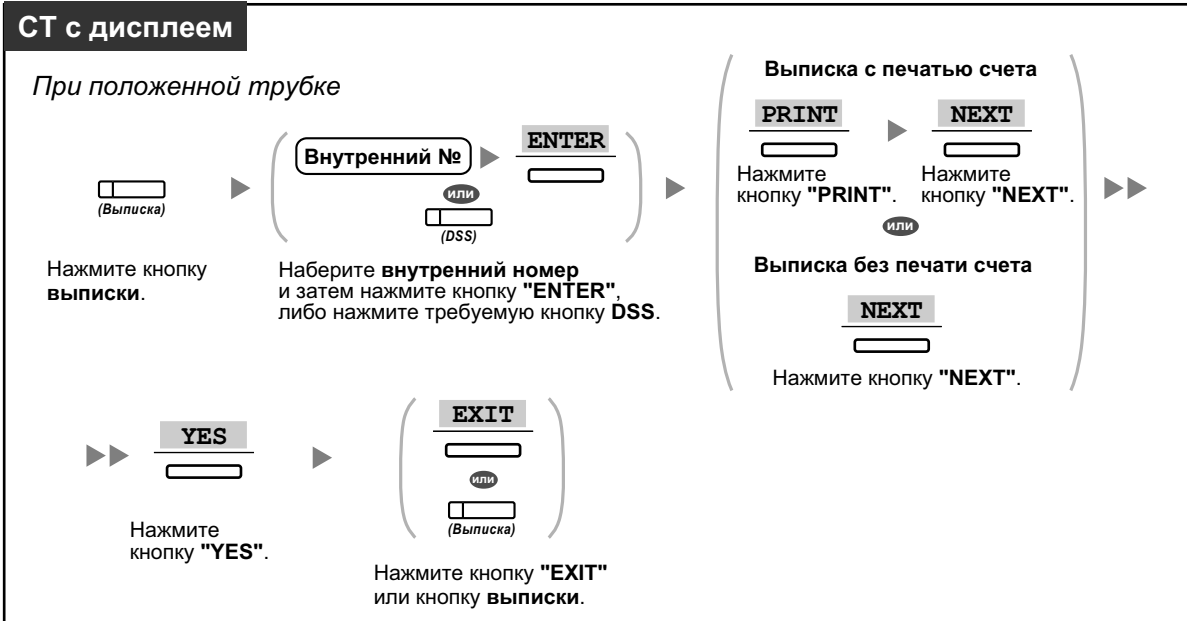 СТ с дисплеем
При положенной трубке
(Выписка)
Нажмите кнопку
выписки.
Внутренний №
ENTER
или
(DSS)
Наберите внутренний номер
и затем нажмите кнопку "ENTER",
либо нажмите требуемую кнопку DSS.
Выписка с печатью счета
PRINT
NEXT
Нажмите
кнопку "PRINT".
Нажмите
кнопку "NEXT".
или
Выписка без печати счета
NEXT
Нажмите кнопку "NEXT".
YES
Нажмите
кнопку "YES".
EXIT
или
(Выписка)
Нажмите кнопку "EXIT"
или кнопку выписки.